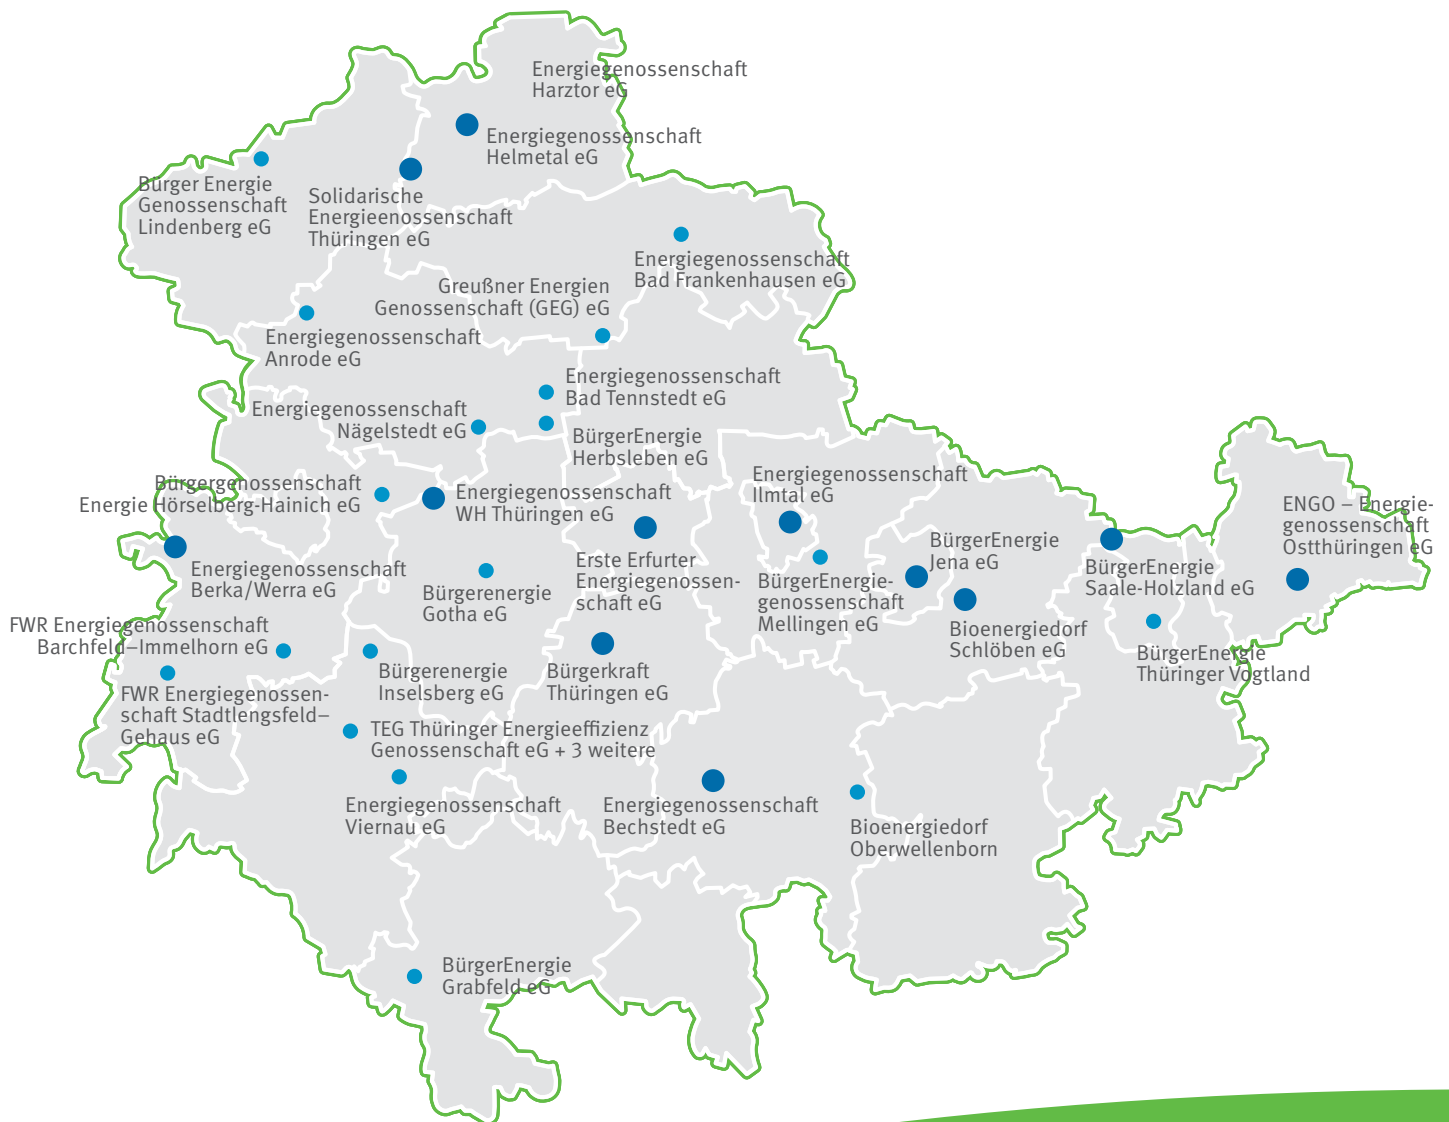 Energiegenossenschaft
Harztor eG
Energiegenossenschaft
Helmetal eG
Bürger Energie
Genossenschaft
Lindenberg eG
Solidarische
Energieenossenschaft
Thüringen eG
Energiegenossenschaft
Bad Frankenhausen eG
Greußner Energien
Genossenschaft (GEG) eG
Energiegenossenschaft
Anrode eG
Energiegenossenschaft
Bad Tennstedt eG
Energiegenossenschaft
Nägelstedt eG
BürgerEnergie
Herbsleben eG
Bürgergenossenschaft
Energie Hörselberg-Hainich eG
Energiegenossenschaft
WH Thüringen eG
Energiegenossenschaft
Ilmtal eG
ENGO – Energie-
genossenschaft
Ostthüringen eG
Energiegenossenschaft
Berka/Werra eG
Bürgerenergie
Gotha eG
Erste Erfurter
Energiegenossen-
schaft eG
BürgerEnergie-
genossenschaft
Mellingen eG
BürgerEnergie
Jena eG
BürgerEnergie
Saale-Holzland eG
Bioenergiedorf
Schlöben eG
BürgerEnergie
Thüringer Vogtland
FWR Energiegenossenschaft
Barchfeld–Immelhorn eG
FWR Energiegenossen-
schaft Stadtlengsfeld–
Gehaus eG
Bürgerenergie
Inselsberg eG
Bürgerkraft
Thüringen eG
TEG Thüringer Energieeffizienz
Genossenschaft eG + 3 weitere
Energiegenossenschaft
Viernau eG
Energiegenossenschaft
Bechstedt eG
Bioenergiedorf
Oberwellenborn
BürgerEnergie
Grabfeld eG